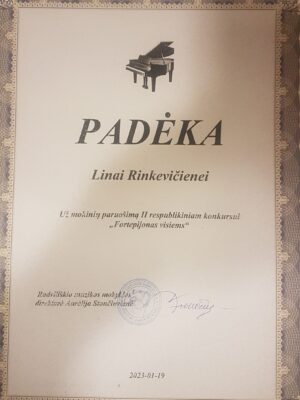 PADĖKA
Linai Rinkevičienei
Už mokinių paruošimą II respublikiniam konkursui
„Fortepijonas visiems“
Radviliškio muzikos mokyklos
direktorė Aurelija
2023-01-19